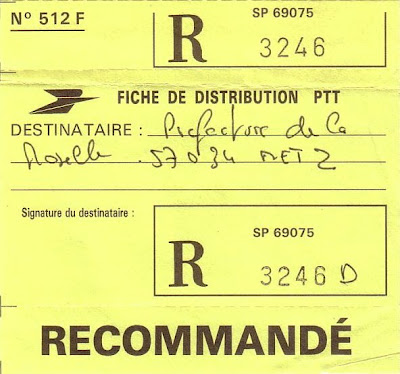 N° 512 F
SP 69075
R 3246
FICHE DE DISTRIBUTION PTT
DESTINATAIRE : Préfecture de la
Moselle 57034 METZ
Signature du destinataire :
SP 69075
R 3246 D
RECOMMANDÉ